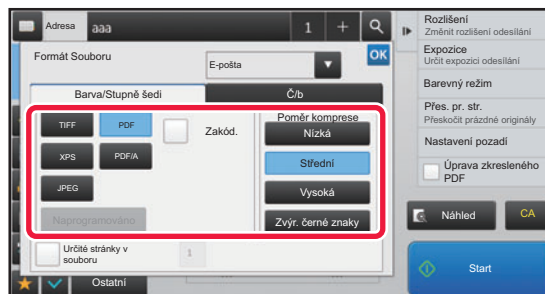 Adresa aaa 1 +
Formát Souboru
E-pošta
OK
Barva/Stupně šedi
Č/b
TIFF
PDF
Zakód.
XPS
PDF/A
JPEG
Naprogramováno
Poměr komprese
Nízká
Střední
Vysoká
Zvýr. černé znaky
Určité stránky v
souboru
1
Ostatní
Rozlišení
Změnit rozlišení odesílání
Expozice
Určit expozici odesílání
Barevný režim
Přes. pr. str.
Přeskočit prázdné originály
Nastavení pozadí
Úprava zkresleného
PDF
Náhled
CA
Start